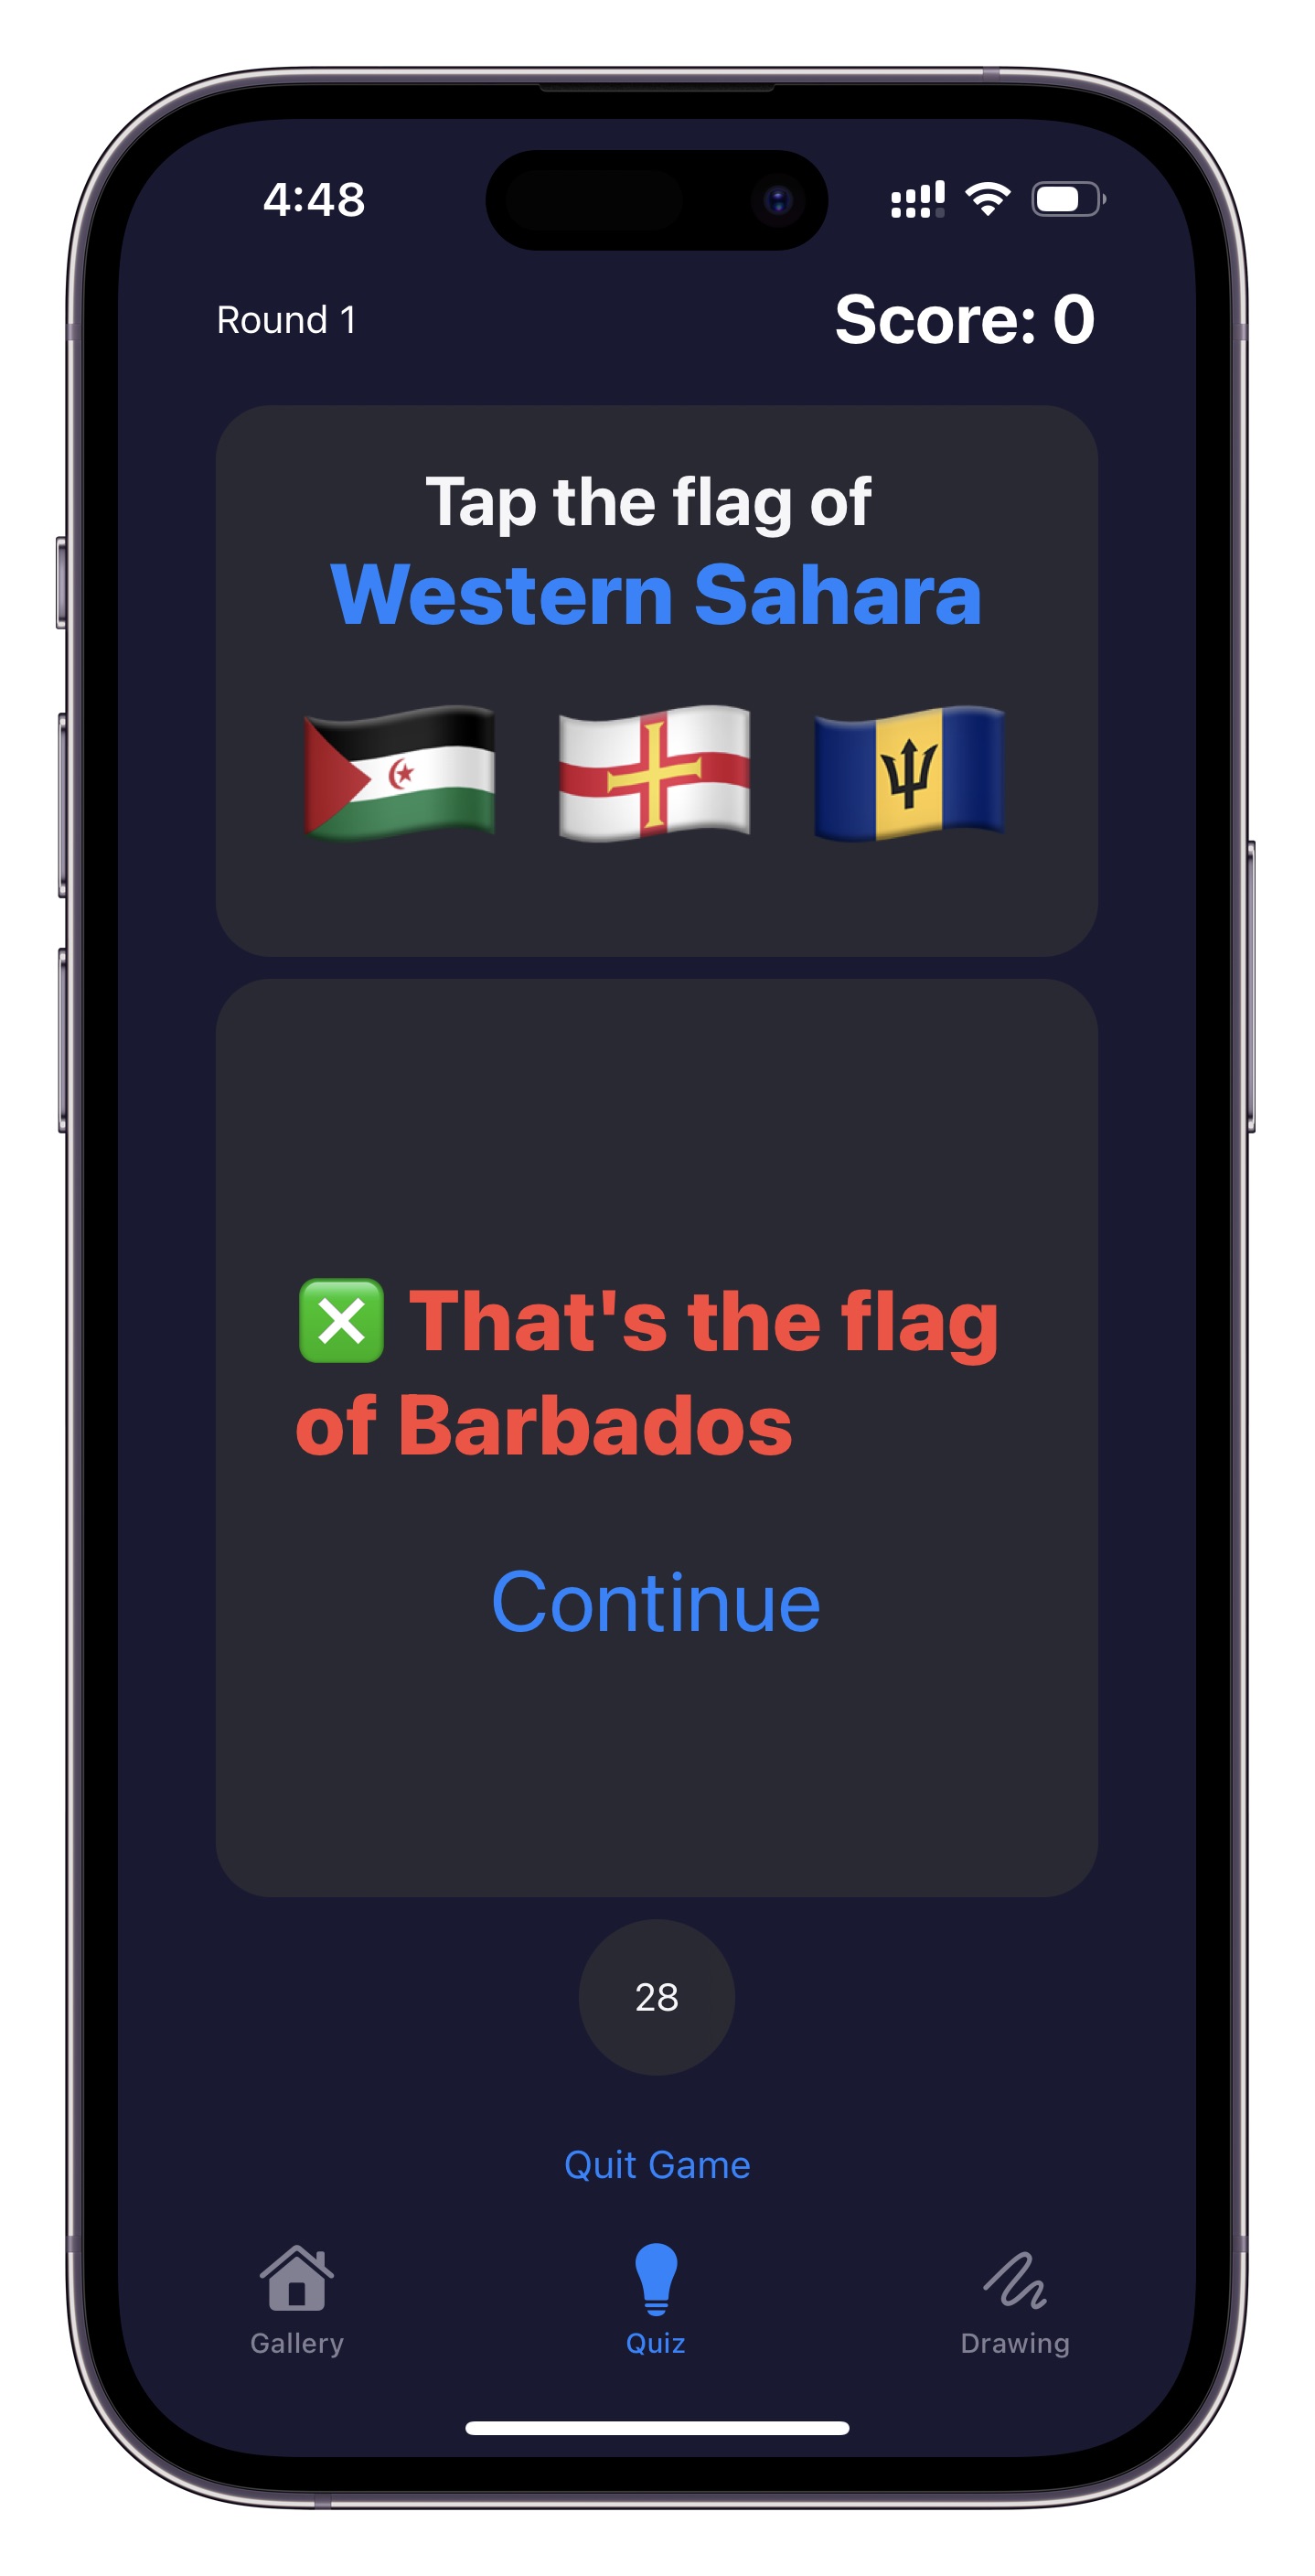 4:48
Round 1
Score: 0
Tap the flag of
Western Sahara
❎ That's the flag
of Barbados
Continue
28
Quit Game
Gallery
Quiz
Drawing